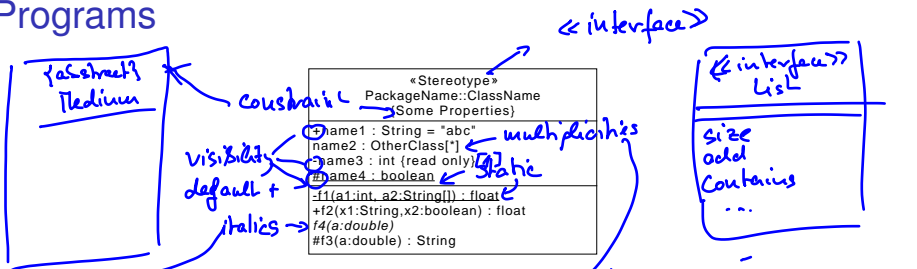 Programs
«interface»
{abstract}
Medium
constraint
«Stereotype»
PackageName::ClassName
{Some Properties}
«interface»
List
+name1 : String = "abc"
name2 : OtherClass[*]
-name3 : int {read only}
#name4 : boolean
multiplicities
[1]
static
visibility
default +
-f1(a1:int, a2:String[]) : float
+f2(x1:String,x2:boolean) : float
f4(a:double)
#f3(a:double) : String
italics
size
add
contains
...